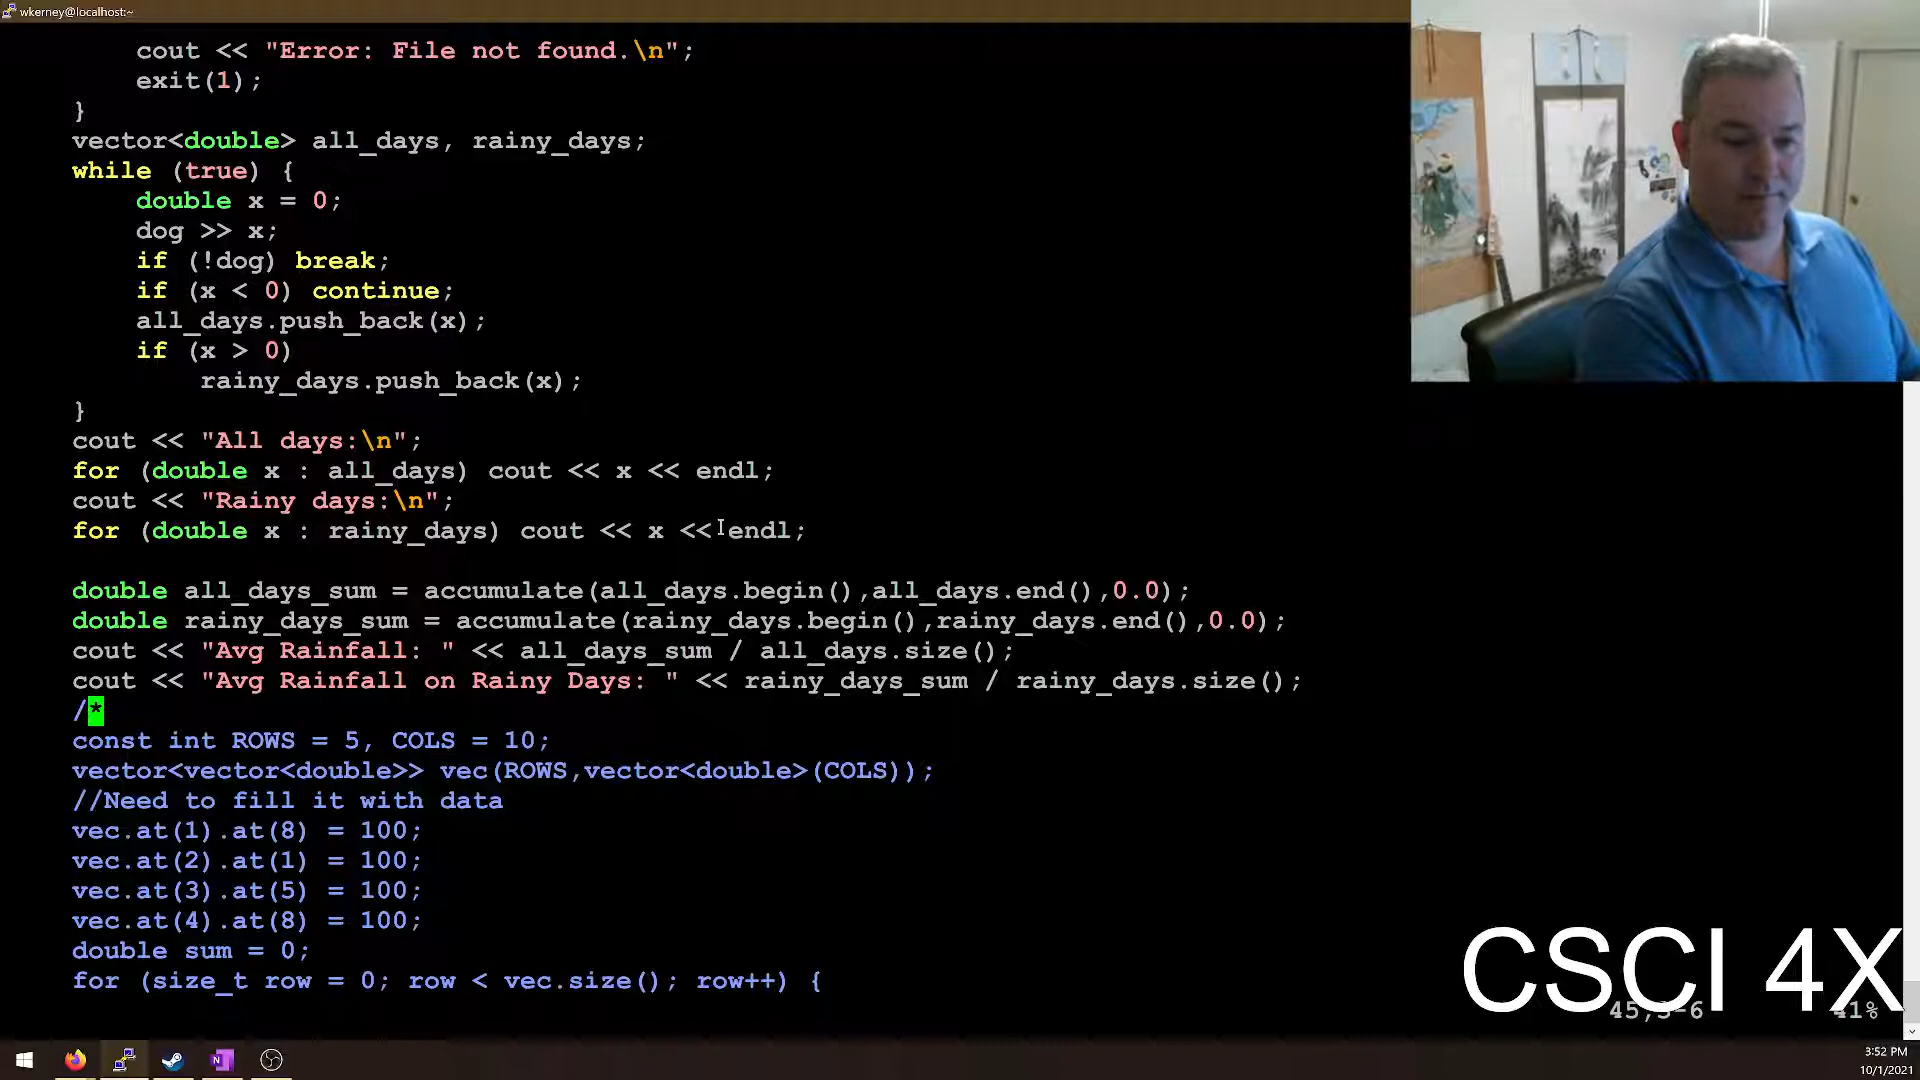 wkerney@localhost:~
cout << "Error: File not found.\n";
exit(1);
}
vector<double> all_days, rainy_days;
while (true) {
double x = 0;
dog >> x;
if (!dog) break;
if (x < 0) continue;
all_days.push_back(x);
if (x > 0)
rainy_days.push_back(x);
}
cout << "All days:\n";
for (double x : all_days) cout << x << endl;
cout << "Rainy days:\n";
for (double x : rainy_days) cout << x << endl;
double all_days_sum = accumulate(all_days.begin(),all_days.end(),0.0);
double rainy_days_sum = accumulate(rainy_days.begin(),rainy_days.end(),0.0);
cout << "Avg Rainfall: " << all_days_sum / all_days.size();
cout << "Avg Rainfall on Rainy Days: " << rainy_days_sum / rainy_days.size();
/*
const int ROWS = 5, COLS = 10;
vector<vector<double>> vec(ROWS,vector<double>(COLS));
//Need to fill it with data
vec.at(1).at(8) = 100;
vec.at(2).at(1) = 100;
vec.at(3).at(5) = 100;
vec.at(4).at(8) = 100;
double sum = 0;
for (size_t row = 0; row < vec.size(); row++) {
CSCI 4X
3:52 PM
10/1/2021